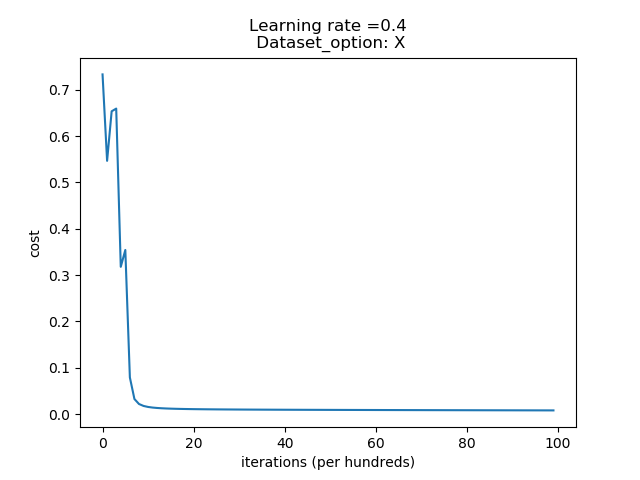 Learning rate =0.4
Dataset_option: X
0.7
0.6
0.5
0.4
0.3
0.2
0.1
0.0
cost
0 20 40 60 80 100
iterations (per hundreds)